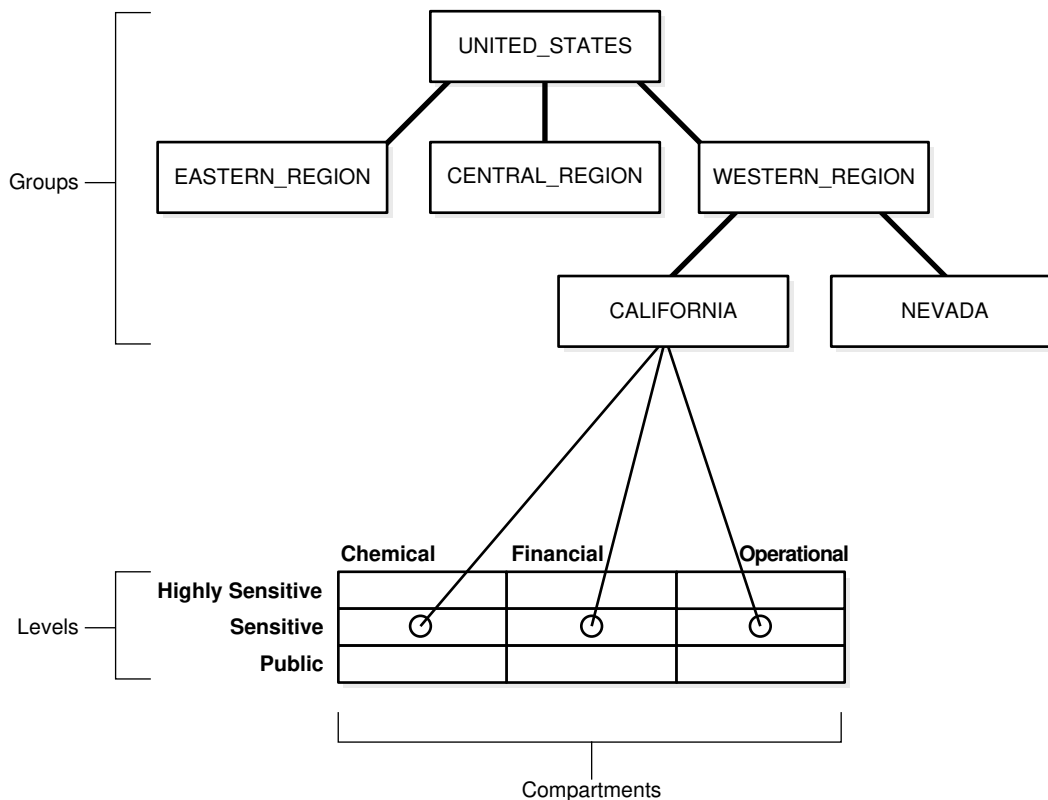 UNITED_STATES
Groups
EASTERN_REGION
CENTRAL_REGION
WESTERN_REGION
CALIFORNIA
NEVADA
Chemical
Financial
Operational
Levels
Highly Sensitive
Sensitive
Public
Compartments